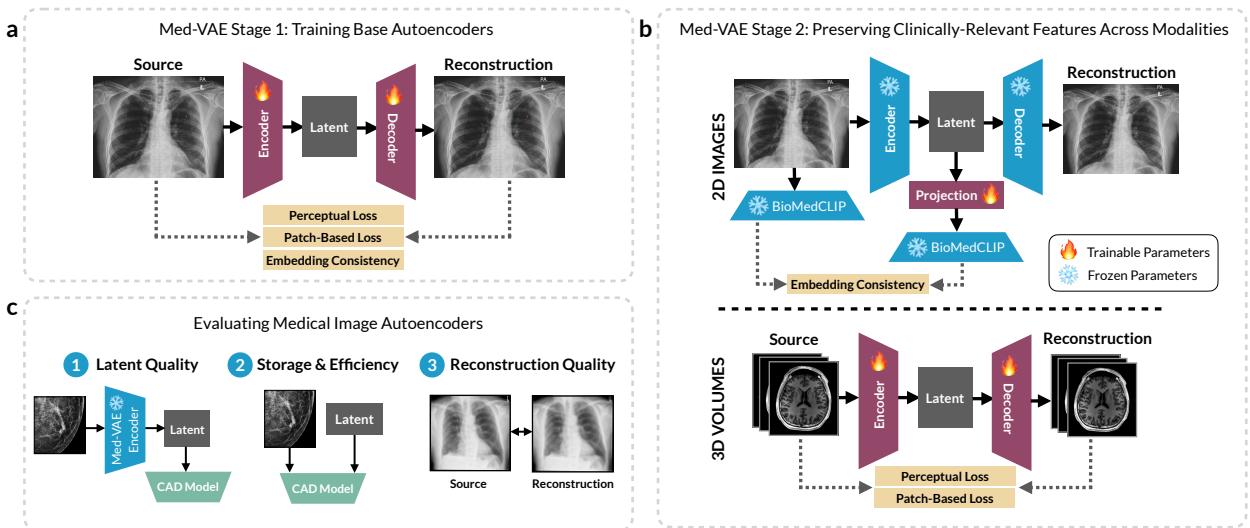 a
Med-VAE Stage 1: Training Base Autoencoders
Source
Reconstruction
PA
PA
Encoder
Latent
Decoder
Perceptual Loss
Patch-Based Loss
Embedding Consistency
b
Med-VAE Stage 2: Preserving Clinically-Relevant Features Across Modalities
2D IMAGES
Reconstruction
PA
PA
Encoder
Latent
Decoder
BioMedCLIP
Projection
BioMedCLIP
Embedding Consistency
Trainable Parameters
Frozen Parameters
3D VOLUMES
Source
Reconstruction
Encoder
Latent
Decoder
Perceptual Loss
Patch-Based Loss
c
Evaluating Medical Image Autoencoders
1 Latent Quality
Med-VAE
Encoder
Latent
CAD Model
2 Storage & Efficiency
Latent
CAD Model
3 Reconstruction Quality
Source
Reconstruction